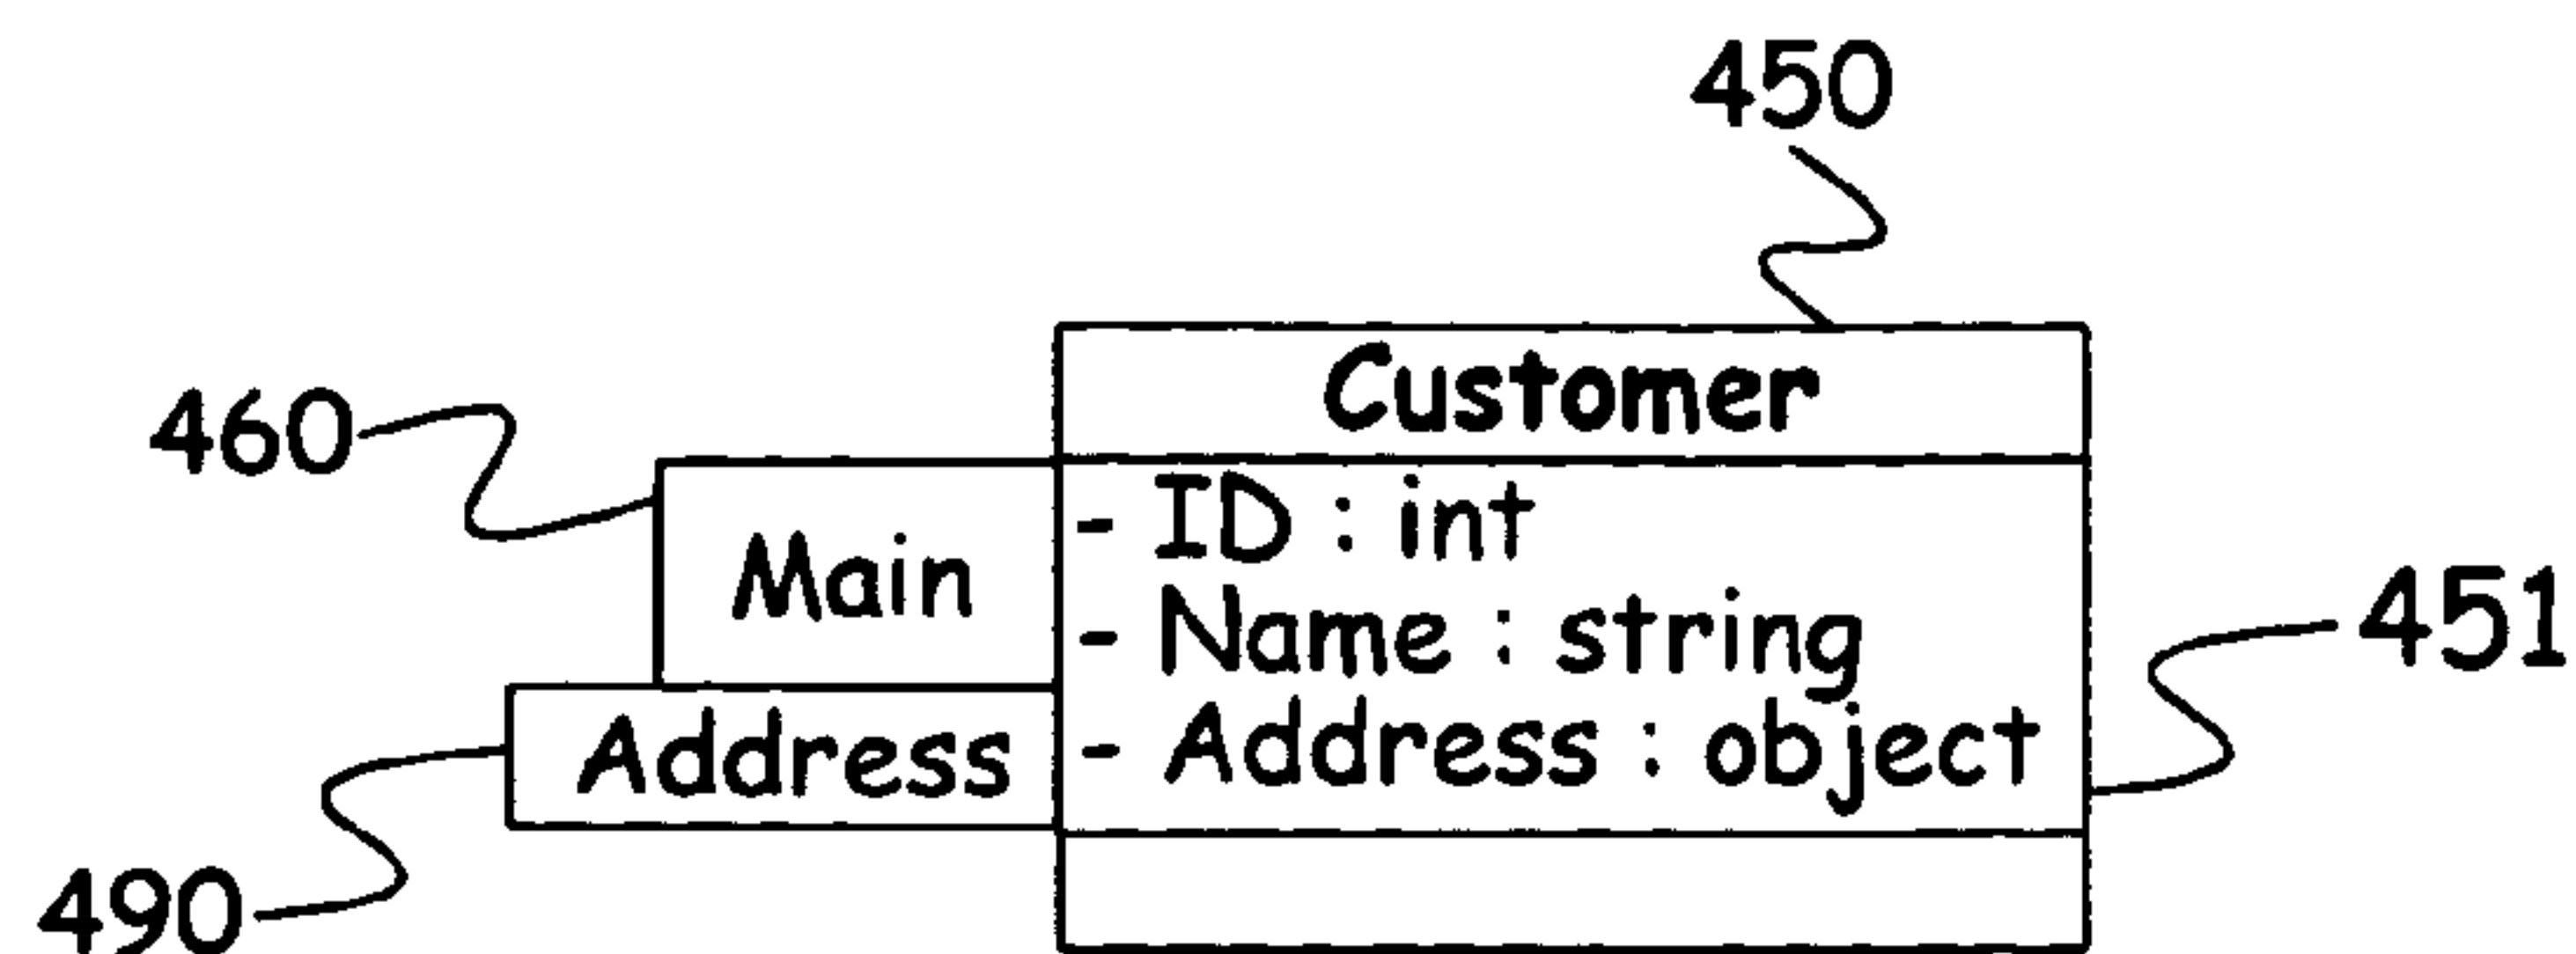 450
Customer
460
Main
- ID : int
- Name : string
451
Address
- Address : object
490